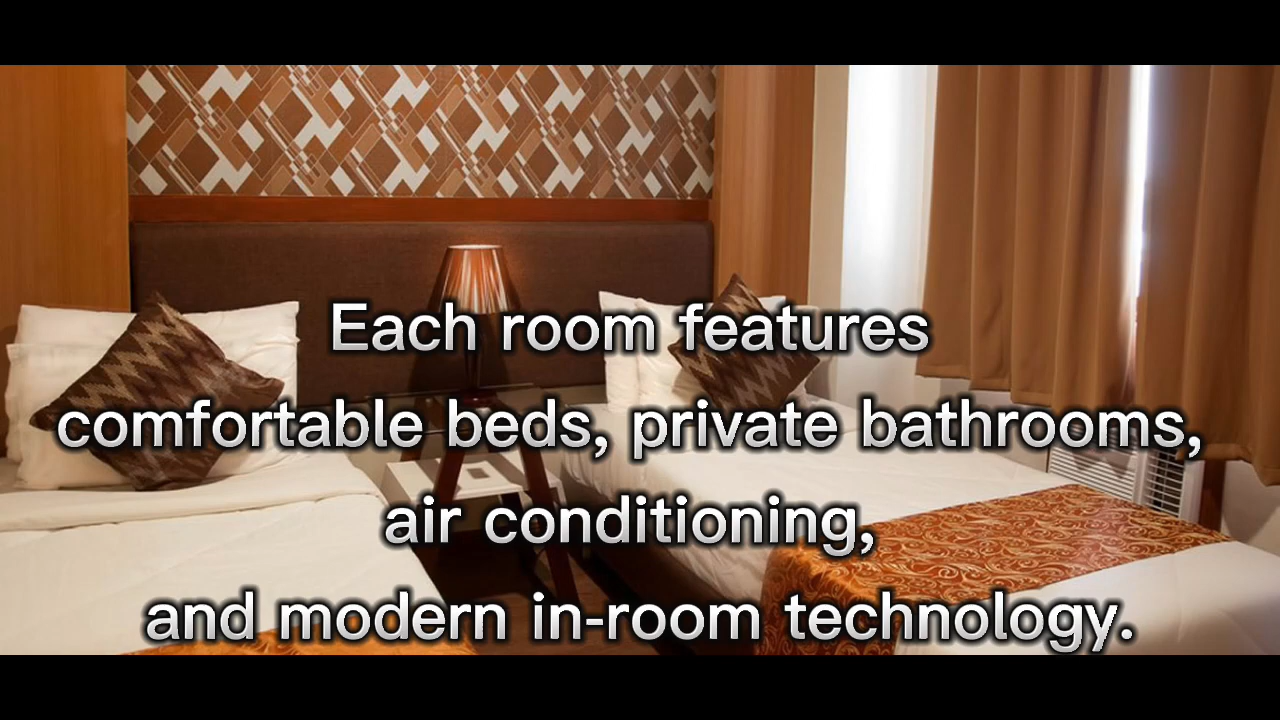 Each room features
comfortable beds, private bathrooms,
air conditioning,
and modern in-room technology.